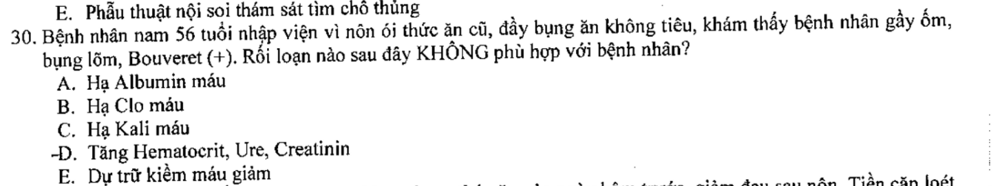 E. Phẫu thuật nội soi thám sát tìm chỗ thủng
30. Bệnh nhân nam 56 tuổi nhập viện vì nôn ói thức ăn cũ, đầy bụng ăn không tiêu, khám thấy bệnh nhân gầy ốm,
bụng lõm, Bouveret (+). Rối loạn nào sau đây KHÔNG phù hợp với bệnh nhân?
A. Hạ Albumin máu
B. Hạ Clo máu
C. Hạ Kali máu
-D. Tăng Hematocrit, Ure, Creatinin
E. Dự trữ kiềm máu giảm
giảm đau sau nôn. Tiền căn loét